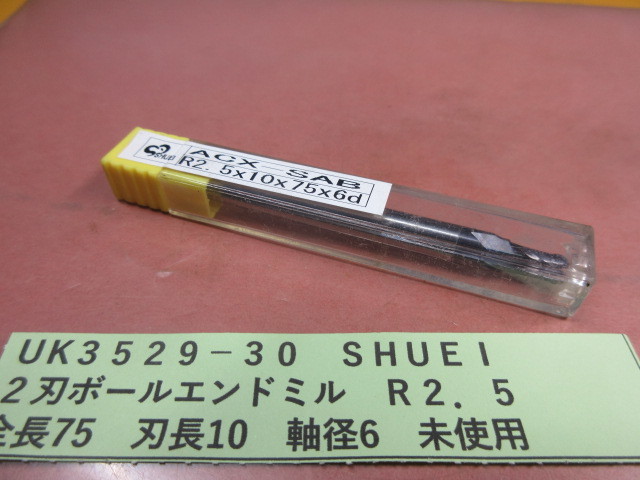 SHUEI
ACX SAB
R2.5x10x75x6d
UK3529-30 SHUEI
2刃ボールエンドミル R2.5
全長75 刃長10 軸径6 未使用